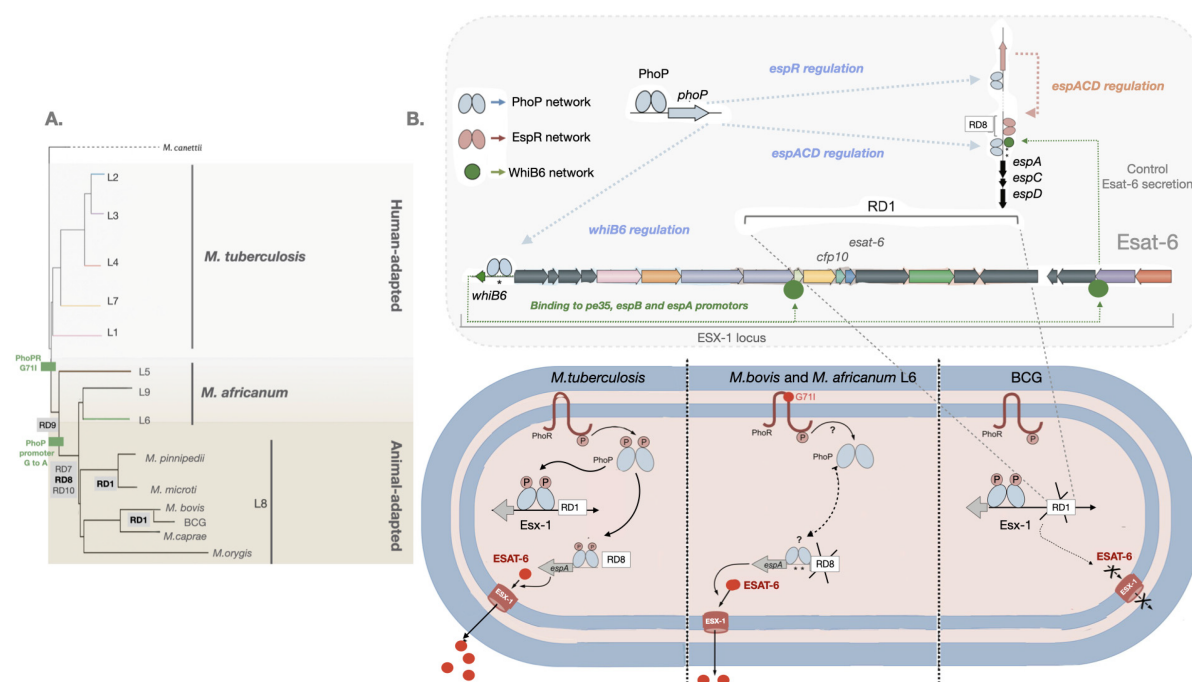 A.
M. canettii
L2
L3
L4
L7
L1
M. tuberculosis
Human-adapted
PhoPR
G71I
L5
L9
L6
M. africanum
RD9
PhoP
promoter
G to A
RD7
RD8
RD10
RD1
M. pinnipedii
M. microti
RD1
M. bovis
BCG
M.caprae
M.orygis
L8
Animal-adapted
B.
PhoP network
EspR network
WhiB6 network
PhoP
phoP
espR regulation
espACD regulation
whiB6 regulation
espACD regulation
RD8
espA
espC
espD
Control
Esat-6 secretion
RD1
Esat-6
esat-6
cfp10
*
whiB6
Binding to pe35, espB and espA promotors
ESX-1 locus
M.tuberculosis
PhoR
P
P
P
PhoP
P
P
RD1
Esx-1
P
P
espA
RD8
ESAT-6
ESX-1
M.bovis and M. africanum L6
G71I
PhoR
P
?
PhoP
?
espA
* *
RD8
ESAT-6
ESX-1
BCG
PhoR
P
P
P
RD1
Esx-1
ESAT-6
ESX-1